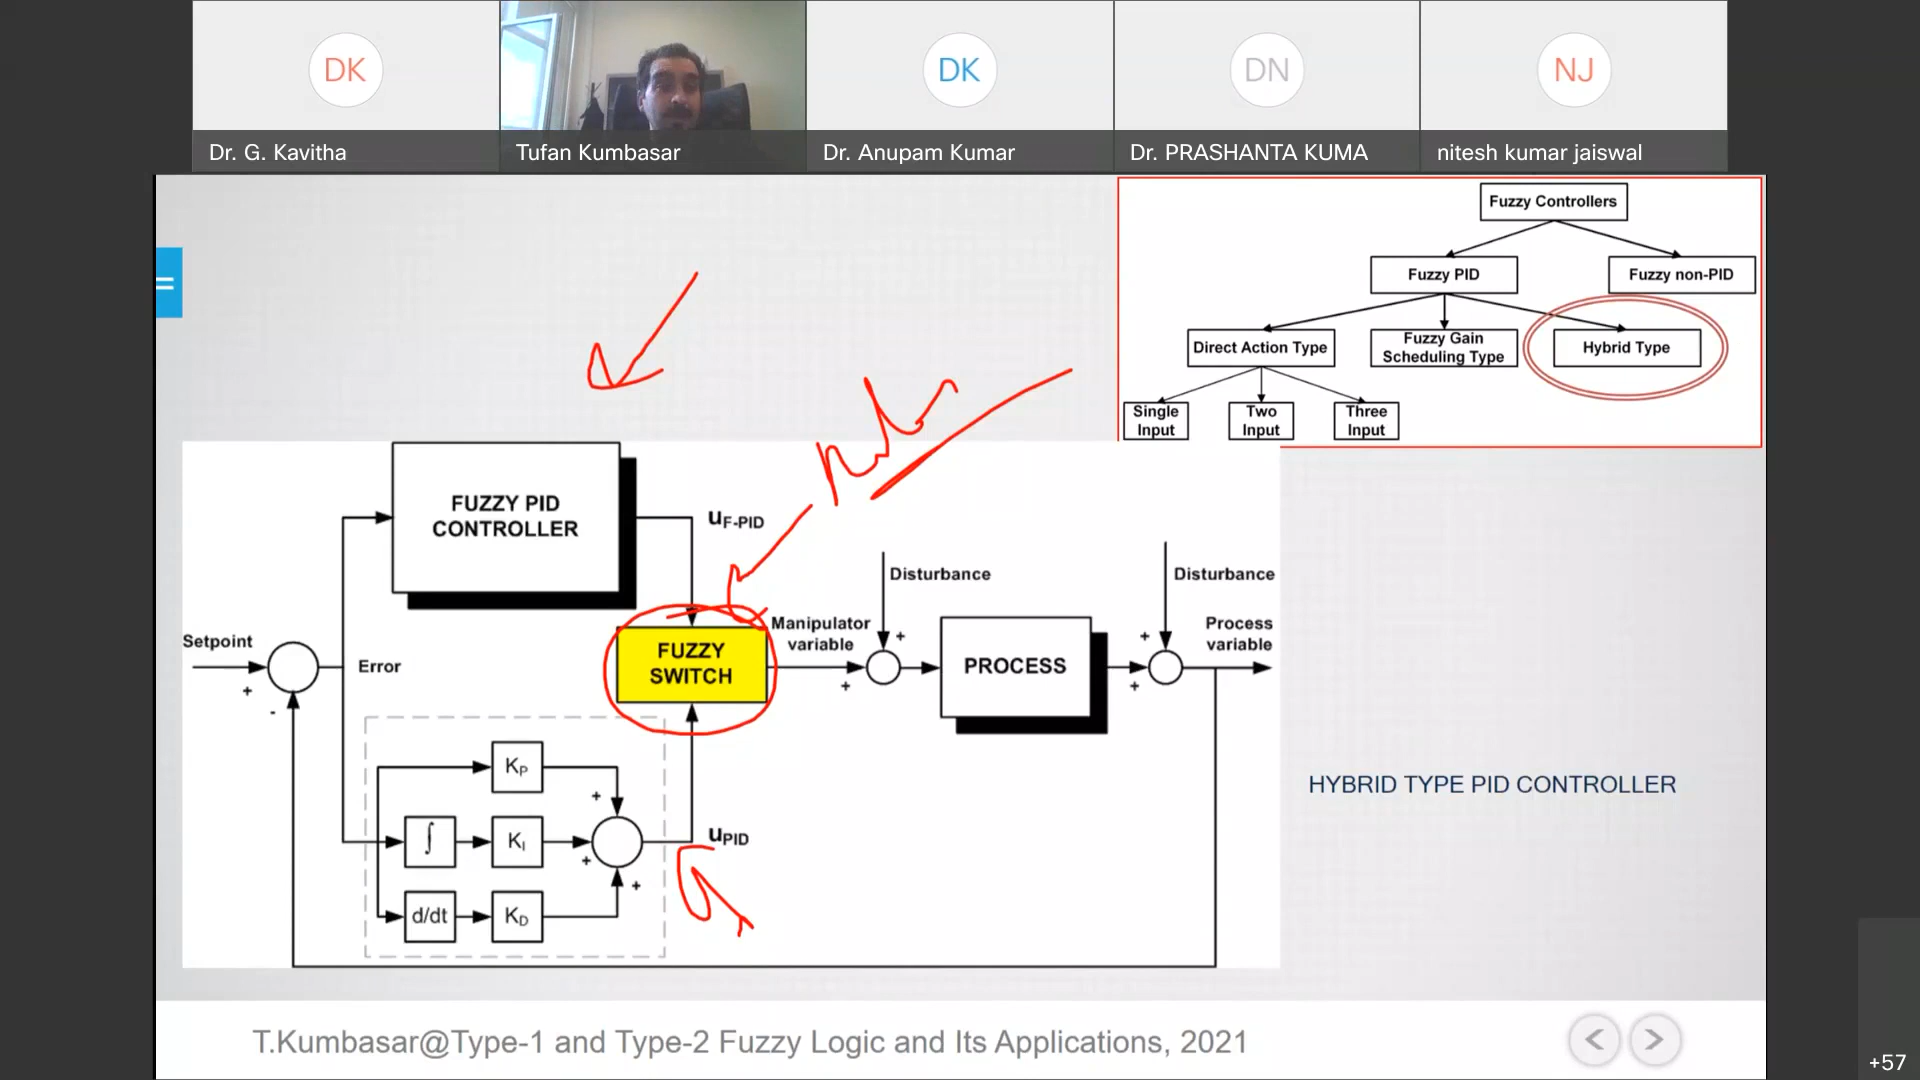 DK
DK
DN
NJ
Dr. G. Kavitha
Tufan Kumbasar
Dr. Anupam Kumar
Dr. PRASHANTA KUMA
nitesh kumar jaiswal
Fuzzy Controllers
Fuzzy PID
Fuzzy non-PID
Direct Action Type
Fuzzy Gain
Scheduling Type
Hybrid Type
Single
Input
Two
Input
Three
Input
FUZZY PID
CONTROLLER
uF-PID
Disturbance
Disturbance
Setpoint
+
-
Error
FUZZY
SWITCH
Manipulator
variable
+
+
PROCESS
+
+
Process
variable
KP
+
∫
KI
+
uPID
+
d/dt
KD
HYBRID TYPE PID CONTROLLER
T.Kumbasar@Type-1 and Type-2 Fuzzy Logic and Its Applications, 2021
< >
+57